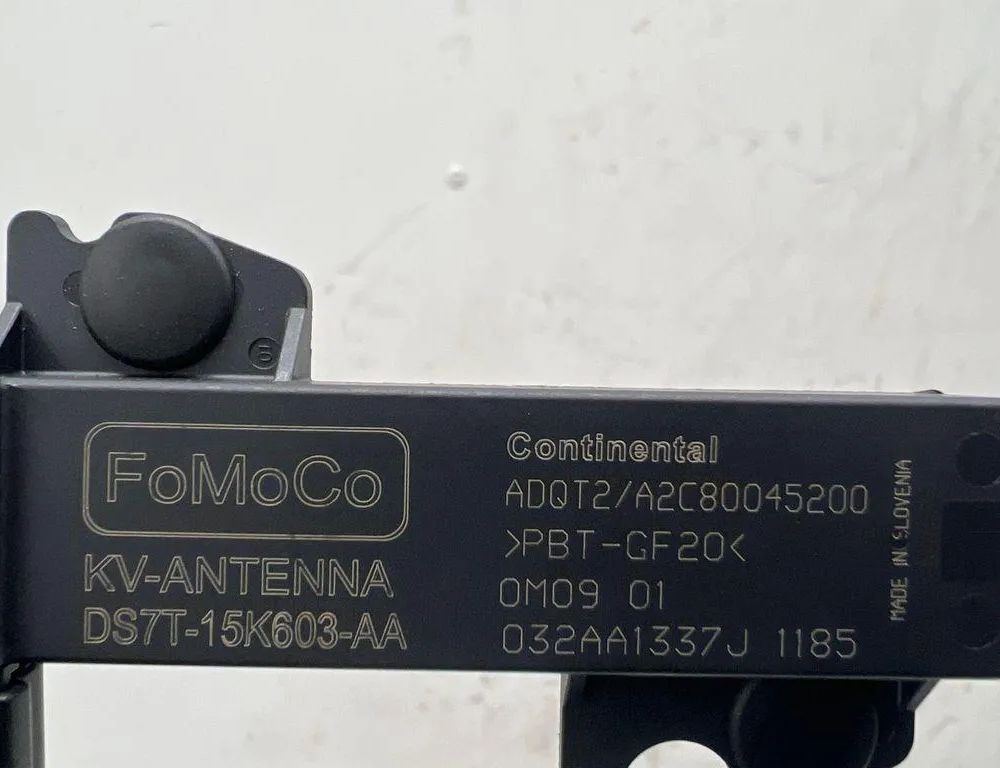 FoMoCo
KV-ANTENNA
DS7T-15K603-AA
Continental
ADQT2/A2C80045200
>PBT-GF20<
0M09 01
032AA1337J 1185
MADE IN SLOVENIA